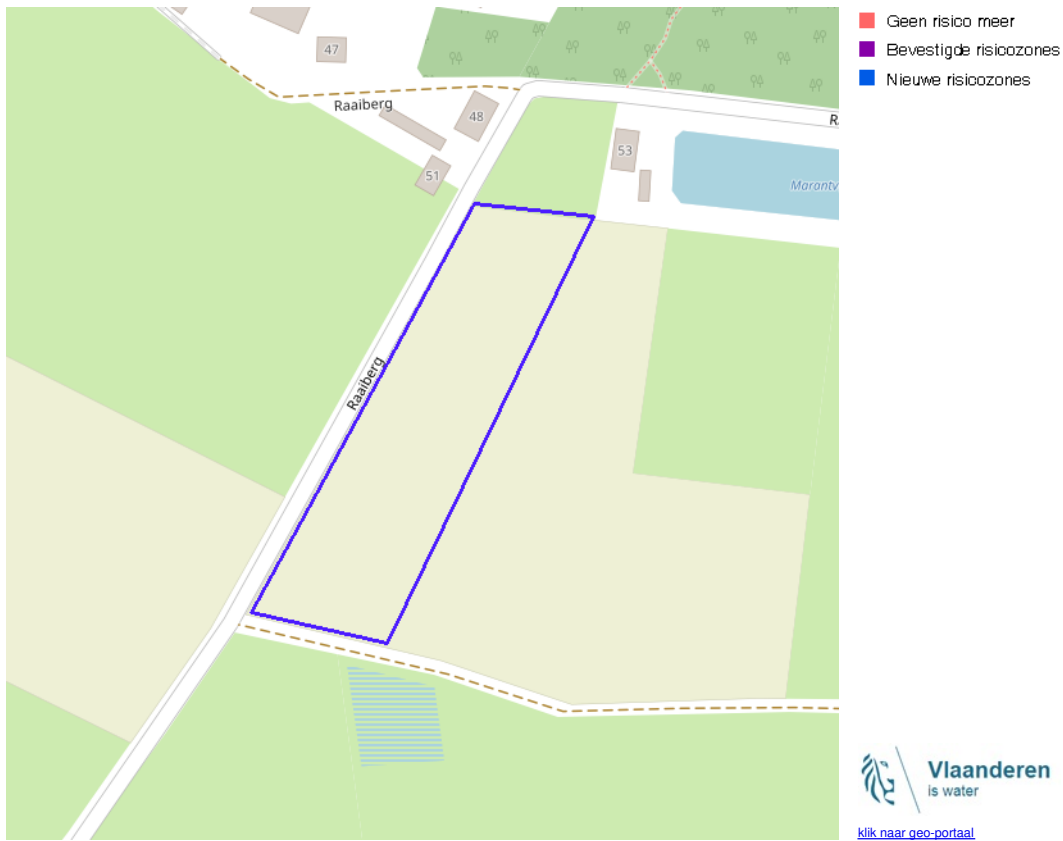 Geen risico meer
Bevestigde risicozones
Nieuwe risicozones
47
Raaiberg
48
51
53
Marantv
Raaiberg
Vlaanderen
is water
klik naar geo-portaal